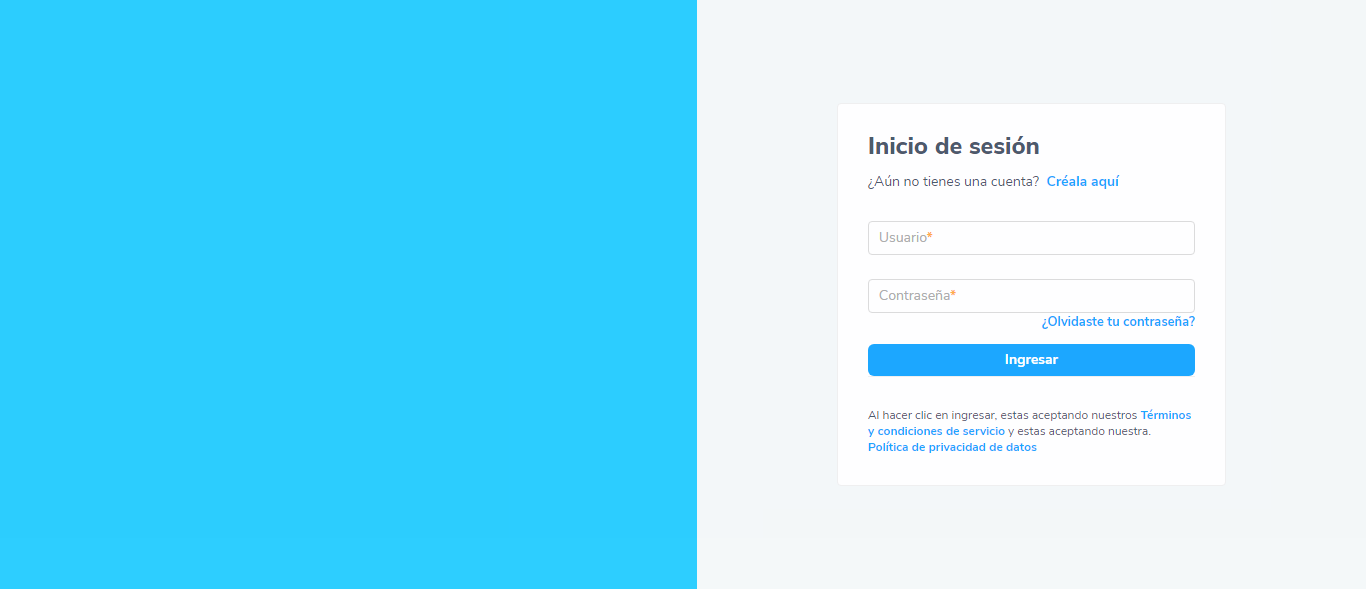 Inicio de sesión
¿Aún no tienes una cuenta? Créala aquí
Usuario*
Contraseña*
¿Olvidaste tu contraseña?
Ingresar
Al hacer clic en ingresar, estas aceptando nuestros Términos
y condiciones de servicio y estas aceptando nuestra.
Política de privacidad de datos